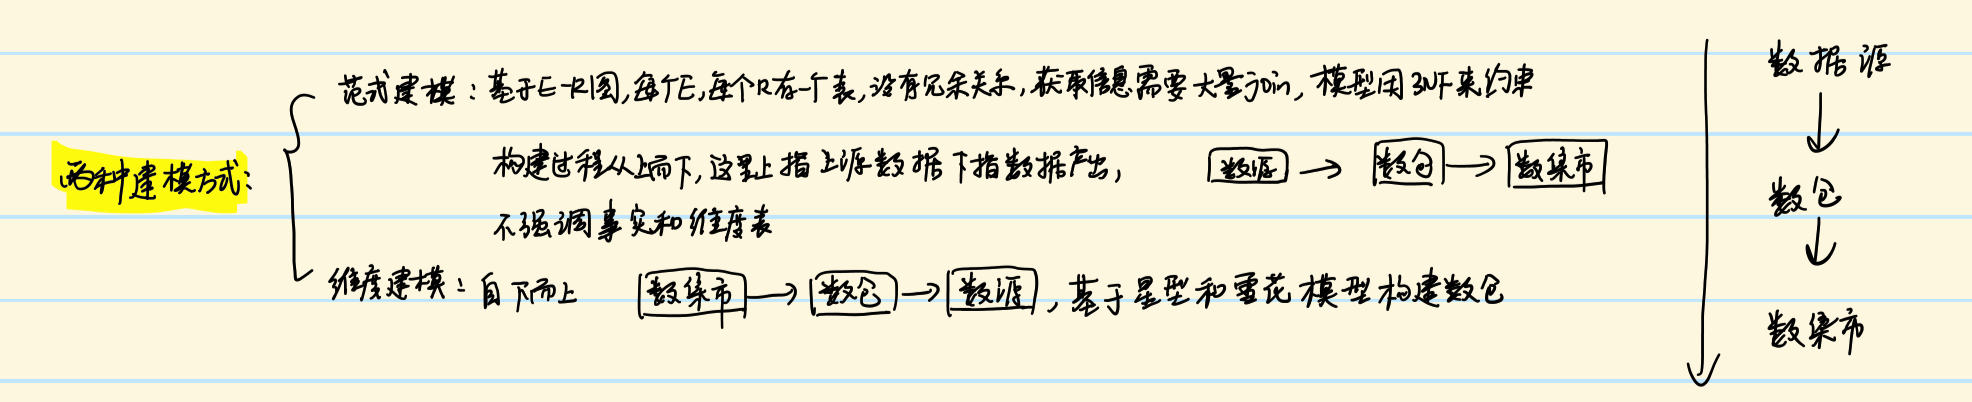 两种建模方式:
范式建模:基于E-R图,每个E,每个R存一个表,没有冗余关系,获取信息需要大量join,模型用3NF来约束
构建过程从上而下,这里上指上源数据下指数据产出, 数源 → 数仓 → 数集市
不强调事实和维度表
维度建模:自下而上 数集市 → 数仓 → 数源,基于星型和雪花模型构建数仓
数据源
↓
数仓
↓
数集市